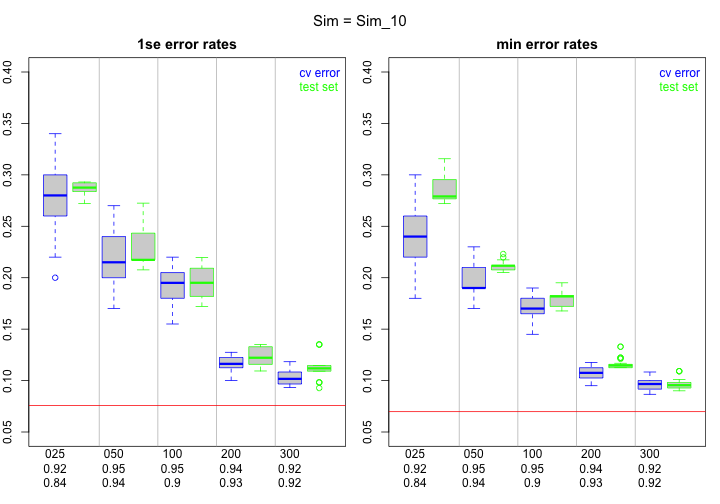 Sim = Sim_10
1se error rates
min error rates
cv error
test set
0.40
0.35
0.30
0.25
0.20
0.15
0.10
0.05
025 050 100 200 300
0.92 0.95 0.95 0.94 0.92
0.84 0.94 0.9 0.93 0.92
cv error
test set
0.40
0.35
0.30
0.25
0.20
0.15
0.10
0.05
025 050 100 200 300
0.92 0.95 0.95 0.94 0.92
0.84 0.94 0.9 0.93 0.92